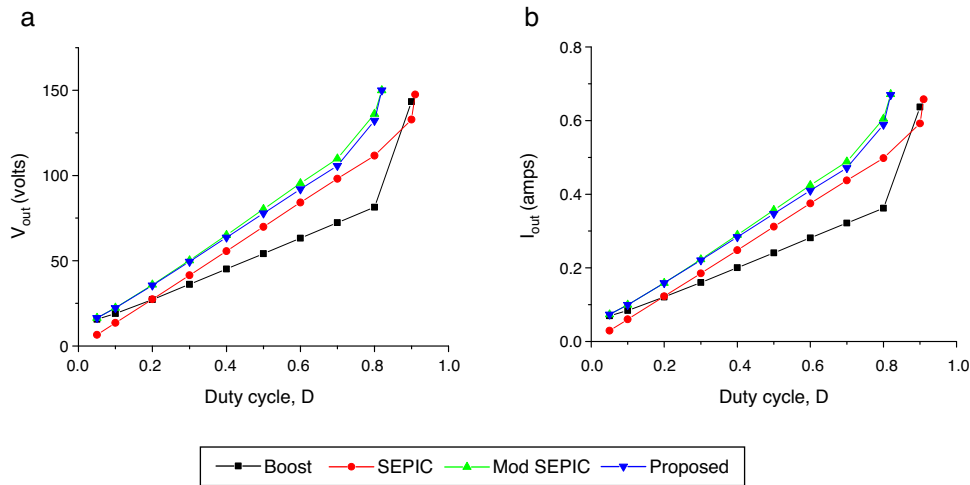 a
150
100
50
0
V_out (volts)
0.0 0.2 0.4 0.6 0.8 1.0
Duty cycle, D
b
0.8
0.6
0.4
0.2
0.0
I_out (amps)
0.0 0.2 0.4 0.6 0.8 1.0
Duty cycle, D
Boost SEPIC Mod SEPIC Proposed